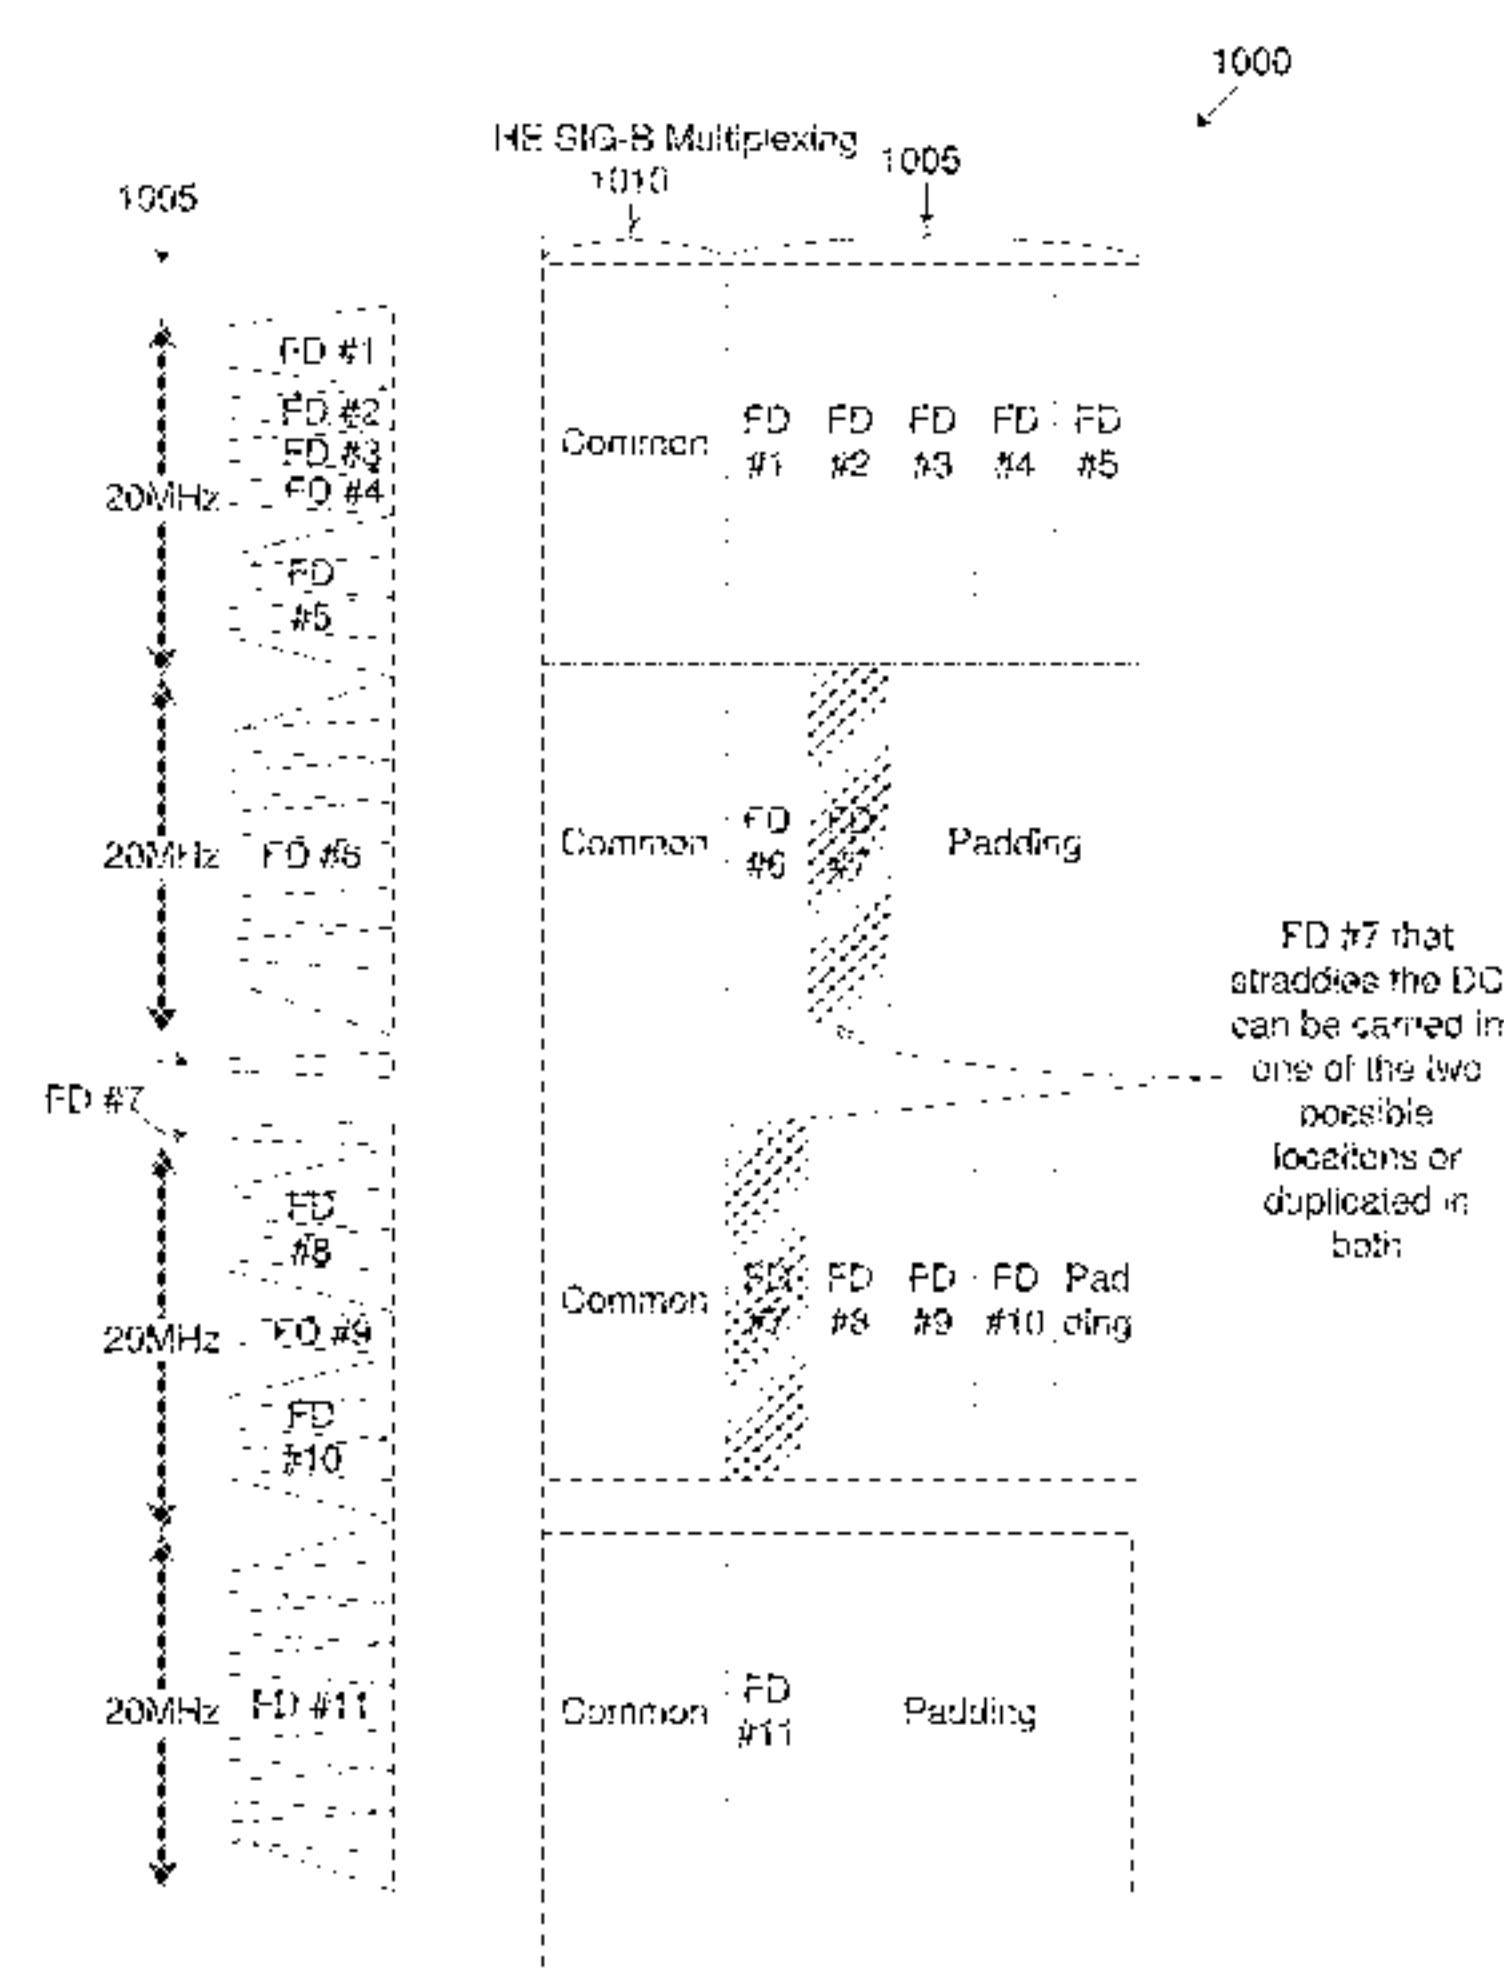 1000
HE SIG-B Multiplexing
1005
1010
1005
FD #1
FD #2
FD #3
FD #4
20MHz
FD
#5
Common
FD FD FD FD FD
#1 #2 #3 #4 #5
20MHz
FD #6
Common
FD FD
#6 #7
Padding
FD #7 that
straddles the DC
can be carried in
one of the two
possible
locations or
duplicated in
both
FD #7
FD
#8
20MHz
FD #9
FD
#10
Common
FD FD FD FD Pad
#7 #8 #9 #10 ding
20MHz
FD #11
Common
FD
#11
Padding